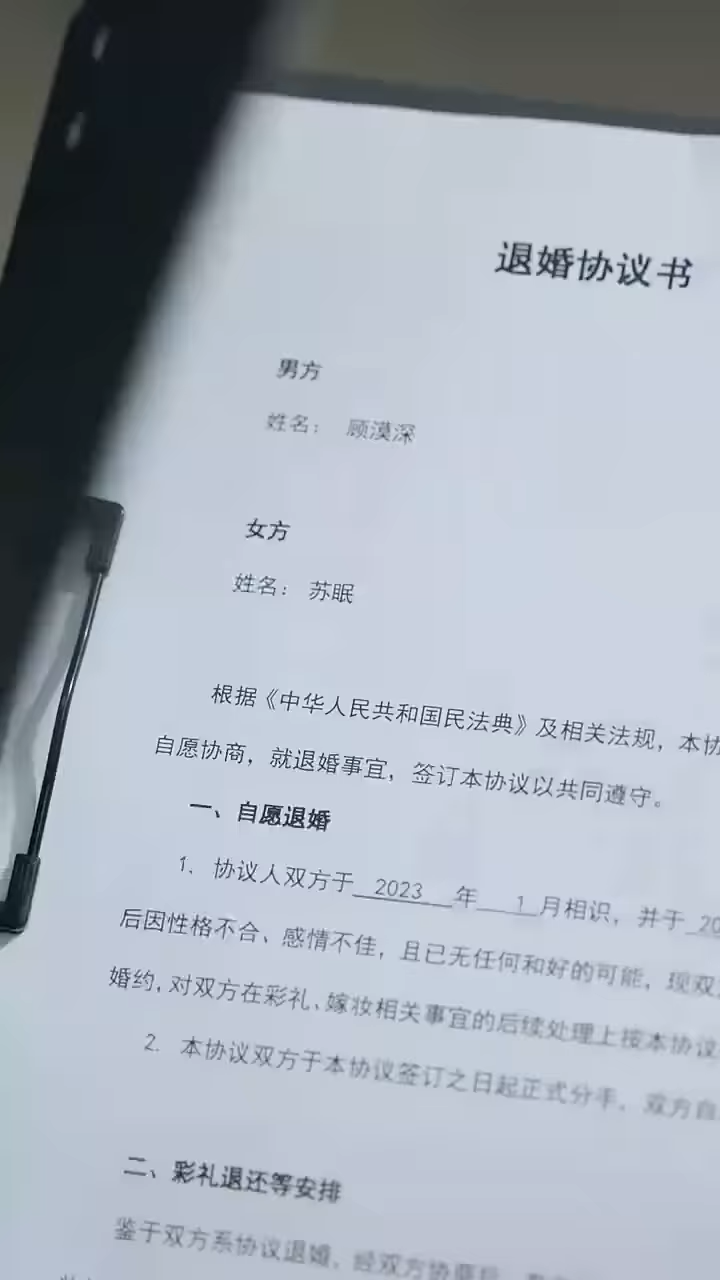 退婚协议书
男方
姓名： 顾漠深
女方
姓名： 苏眠
根据《中华人民共和国民法典》及相关法规，本协
自愿协商，就退婚事宜，签订本协议以共同遵守。
一、自愿退婚
1. 协议人双方于 2023 年 1 月相识，并于 20
后因性格不合、感情不佳，且已无任何和好的可能，现双
婚约，对双方在彩礼、嫁妆相关事宜的后续处理上按本协议
2. 本协议双方于本协议签订之日起正式分手，双方自
二、彩礼退还等安排
鉴于双方系协议退婚，经双方协商后